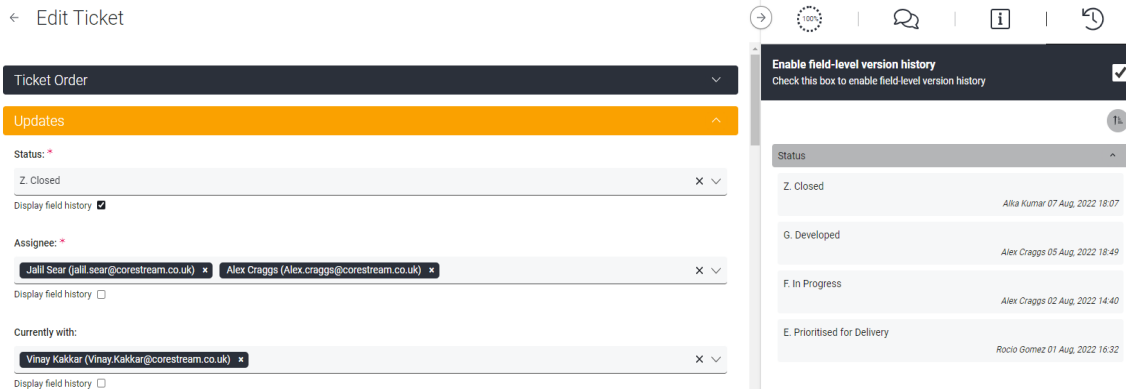 Edit Ticket
Ticket Order
Updates
Status: *
Z. Closed
Display field history
Assignee: *
Jalil Sear (jalil.sear@corestream.co.uk) × Alex Craggs (Alex.craggs@corestream.co.uk) ×
Display field history
Currently with:
Vinay Kakkar (Vinay.Kakkar@corestream.co.uk) ×
Display field history
100%
Enable field-level version history
Check this box to enable field-level version history
Status
Z. Closed
Alka Kumar 07 Aug, 2022 18:07
G. Developed
Alex Craggs 05 Aug, 2022 18:49
F. In Progress
Alex Craggs 02 Aug, 2022 14:40
E. Prioritised for Delivery
Rocio Gomez 01 Aug, 2022 16:32